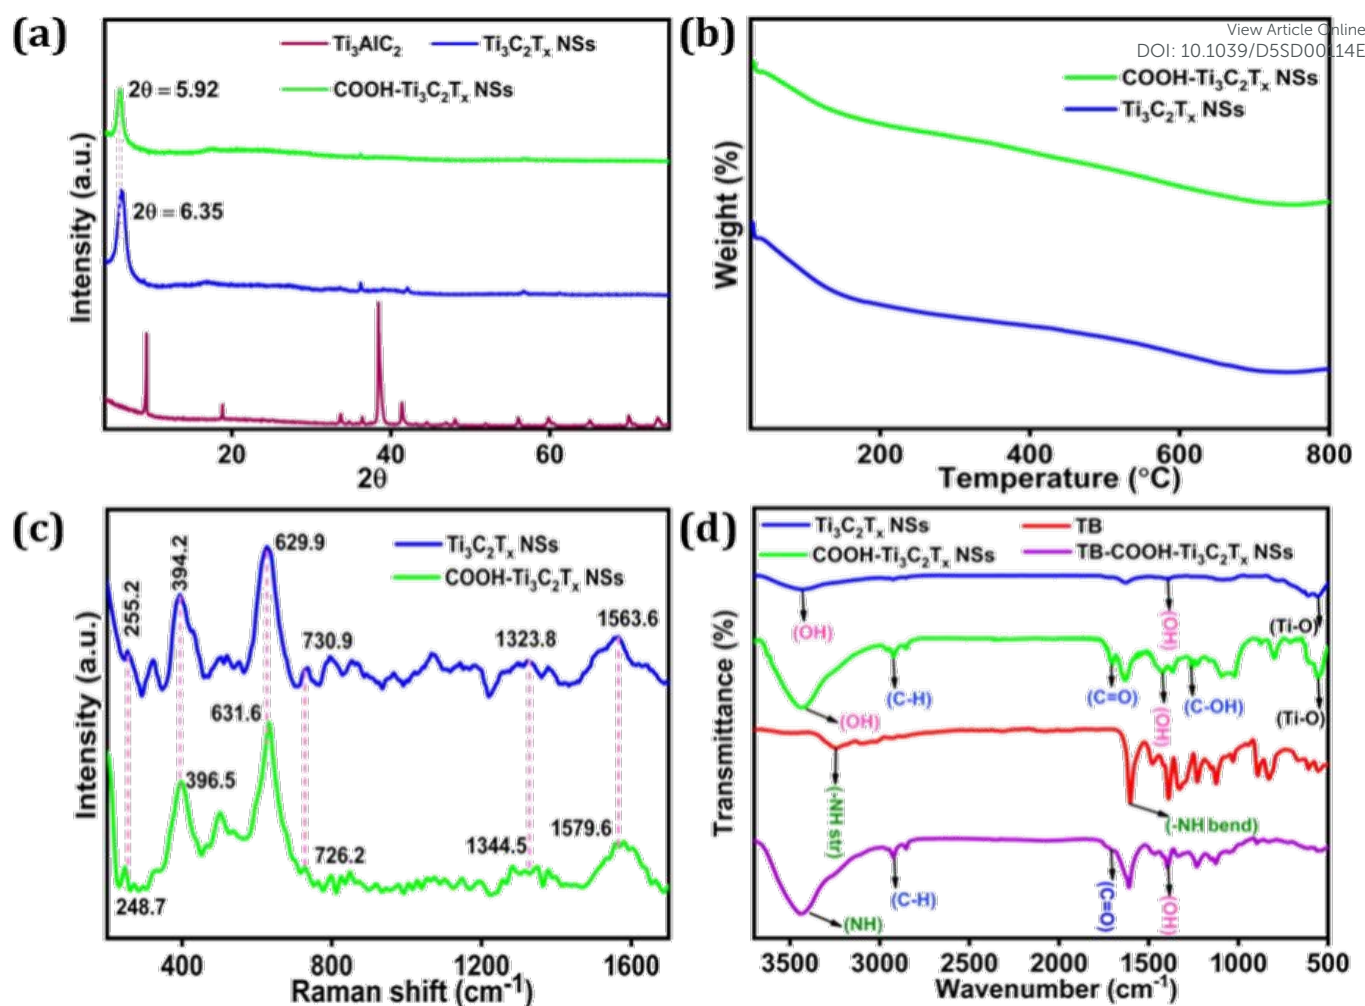 (a)
Ti3AlC2
Ti3C2Tx NSs
COOH-Ti3C2Tx NSs
2θ = 5.92
2θ = 6.35
Intensity (a.u.)
20
40
60
2θ
(b)
View Article Online
DOI: 10.1039/D5SD00114E
COOH-Ti3C2Tx NSs
Ti3C2Tx NSs
Weight (%)
200
400
600
800
Temperature (°C)
(c)
Ti3C2Tx NSs
COOH-Ti3C2Tx NSs
255.2
394.2
629.9
730.9
1323.8
1563.6
631.6
396.5
248.7
726.2
1344.5
1579.6
Intensity (a.u.)
400
800
1200
1600
Raman shift (cm-1)
(d)
Ti3C2Tx NSs
TB
COOH-Ti3C2Tx NSs
TB-COOH-Ti3C2Tx NSs
(OH)
(OH)
(Ti-O)
(C-H)
(C=O)
(C-OH)
(OH)
(OH)
(Ti-O)
(-NH str)
(-NH bend)
(C-H)
(NH)
(C=O)
(OH)
Transmittance (%)
3500
3000
2500
2000
1500
1000
500
Wavenumber (cm-1)